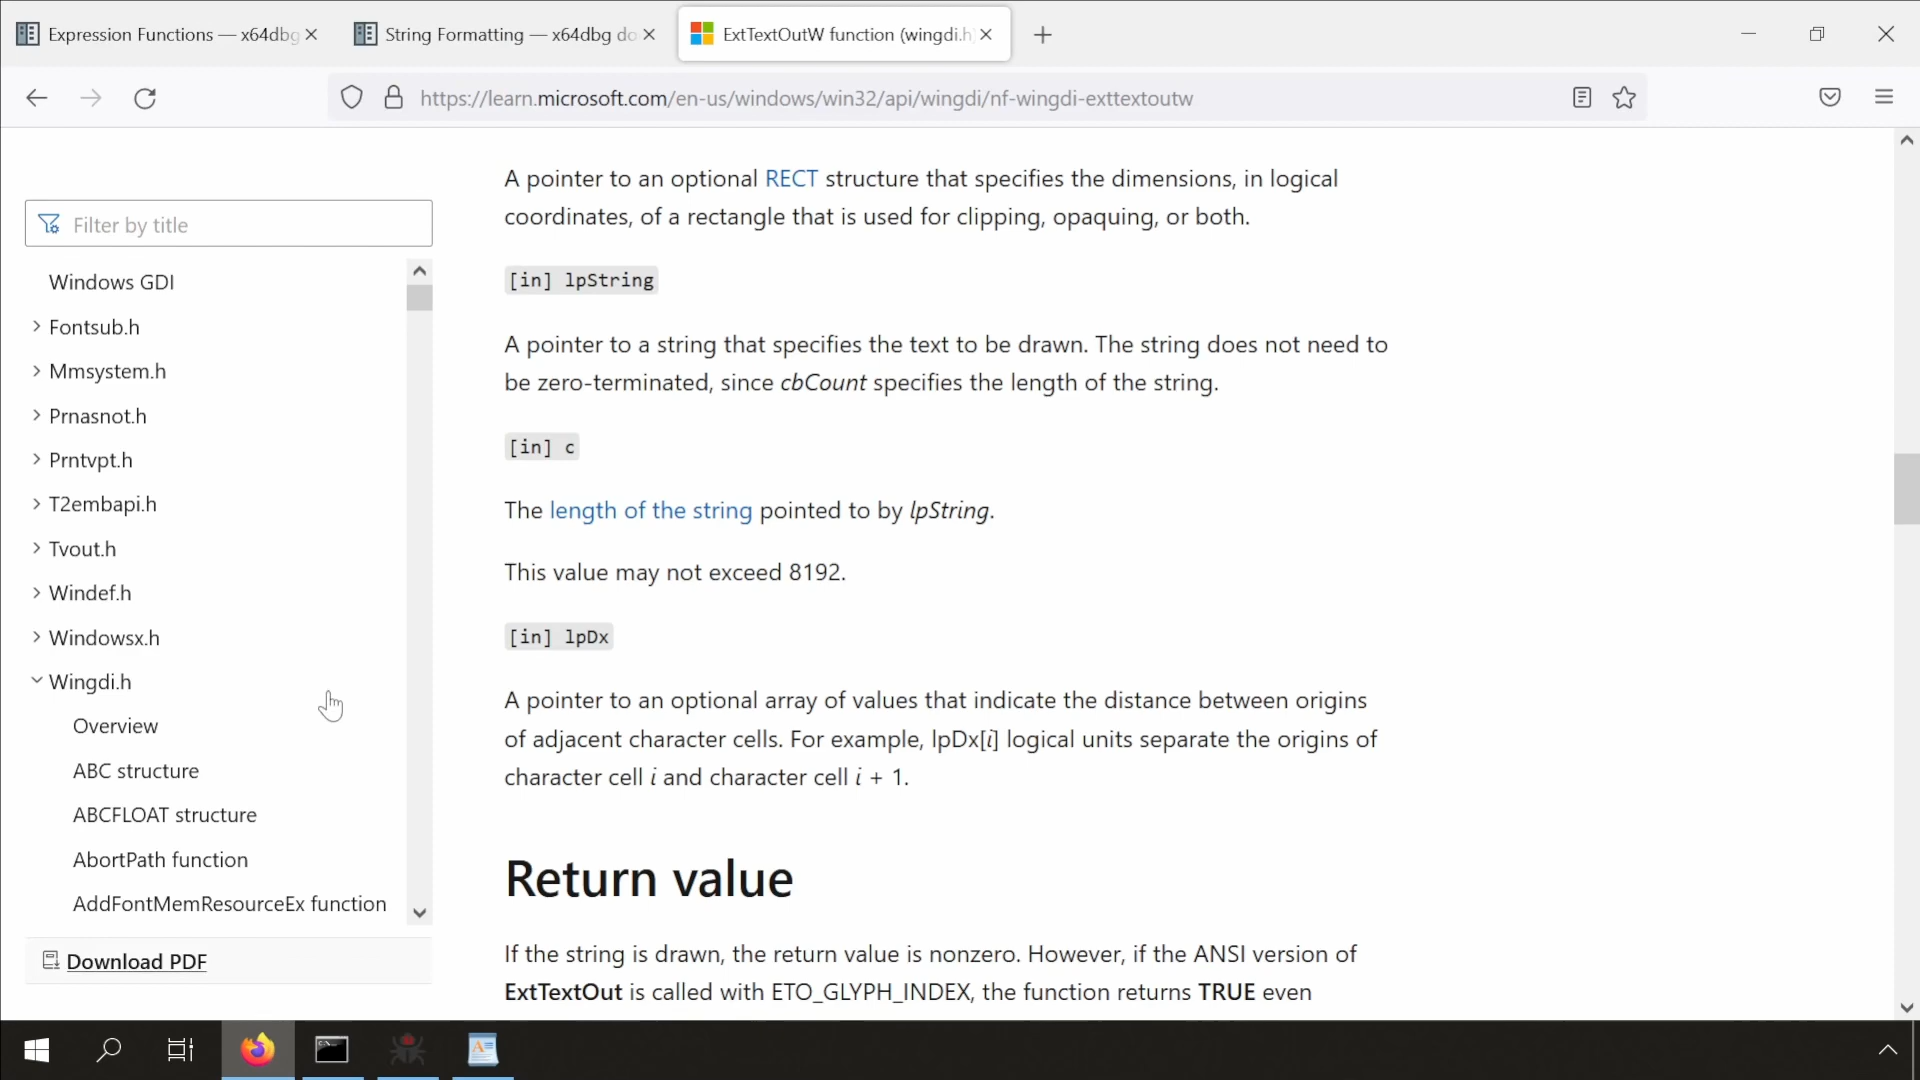 Expression Functions — x64dbg
String Formatting — x64dbg do
ExtTextOutW function (wingdi.h
https://learn.microsoft.com/en-us/windows/win32/api/wingdi/nf-wingdi-exttextoutw
Filter by title
Windows GDI
Fontsub.h
Mmsystem.h
Prnasnot.h
Prntvpt.h
T2embapi.h
Tvout.h
Windef.h
Windowsx.h
Wingdi.h
Overview
ABC structure
ABCFLOAT structure
AbortPath function
AddFontMemResourceEx function
Download PDF
A pointer to an optional RECT structure that specifies the dimensions, in logical
coordinates, of a rectangle that is used for clipping, opaquing, or both.
[in] lpString
A pointer to a string that specifies the text to be drawn. The string does not need to
be zero-terminated, since cbCount specifies the length of the string.
[in] c
The length of the string pointed to by lpString.
This value may not exceed 8192.
[in] lpDx
A pointer to an optional array of values that indicate the distance between origins
of adjacent character cells. For example, lpDx[i] logical units separate the origins of
character cell i and character cell i + 1.
Return value
If the string is drawn, the return value is nonzero. However, if the ANSI version of
ExtTextOut is called with ETO_GLYPH_INDEX, the function returns TRUE even